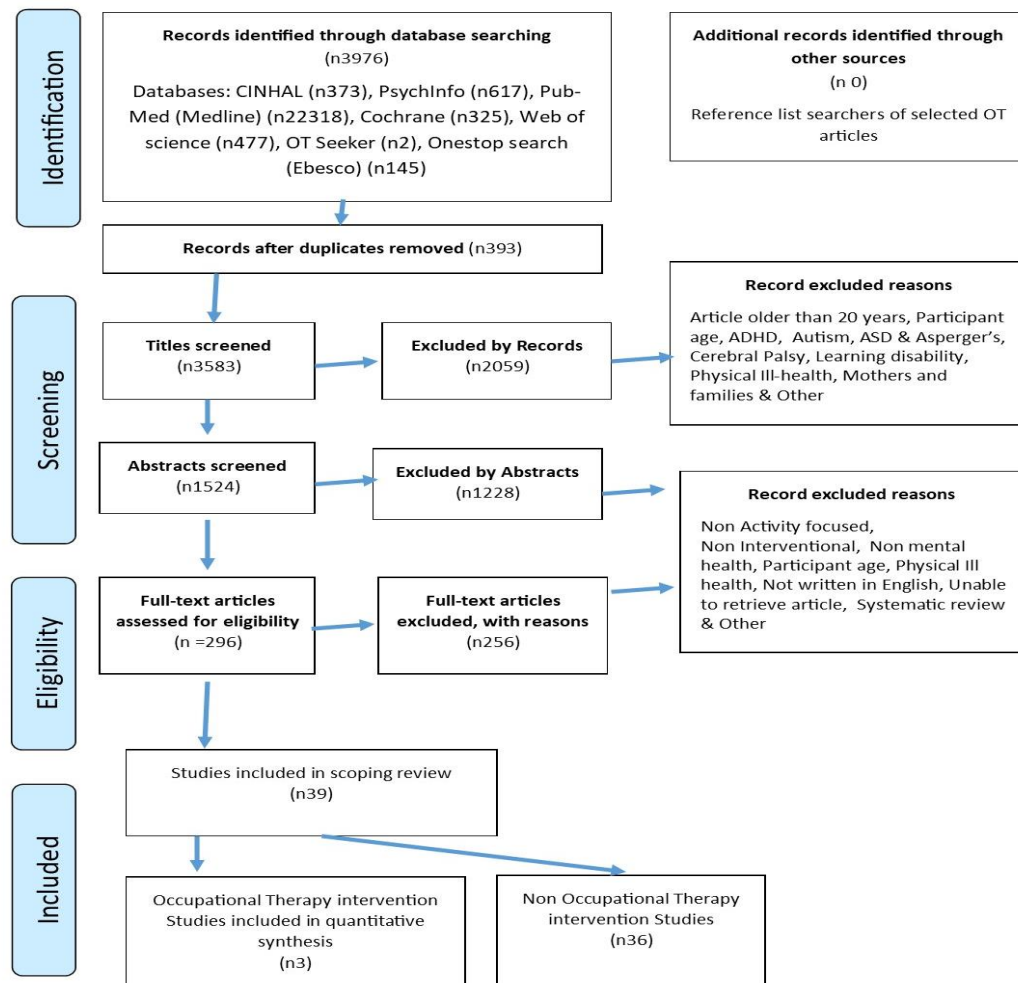 Identification
Records identified through database searching
(n3976)
Databases: CINHAL (n373), PsychInfo (n617), Pub-
Med (Medline) (n22318), Cochrane (n325), Web of
science (n477), OT Seeker (n2), Onestop search
(Ebesco) (n145)
Additional records identified through
other sources
(n 0)
Reference list searchers of selected OT
articles
Records after duplicates removed (n393)
Screening
Titles screened
(n3583)
Excluded by Records
(n2059)
Record excluded reasons
Article older than 20 years, Participant
age, ADHD, Autism, ASD & Asperger's,
Cerebral Palsy, Learning disability,
Physical Ill-health, Mothers and
families & Other
Abstracts screened
(n1524)
Excluded by Abstracts
(n1228)
Record excluded reasons
Non Activity focused,
Non Interventional, Non mental
health, Participant age, Physical Ill
health, Not written in English, Unable
to retrieve article, Systematic review
& Other
Eligibility
Full-text articles
assessed for eligibility
(n =296)
Full-text articles
excluded, with reasons
(n256)
Included
Studies included in scoping review
(n39)
Occupational Therapy intervention
Studies included in quantitative
synthesis
(n3)
Non Occupational Therapy
intervention Studies
(n36)